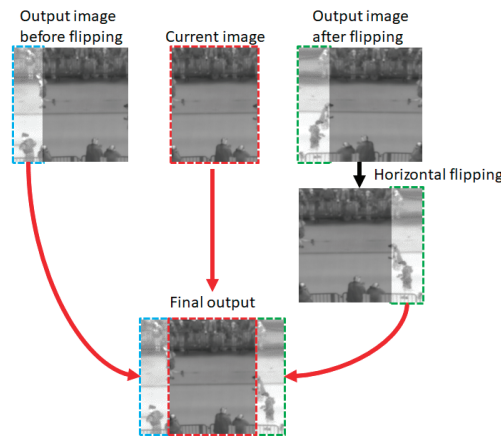 Output image
before flipping
Current image
Output image
after flipping
Horizontal flipping
Final output